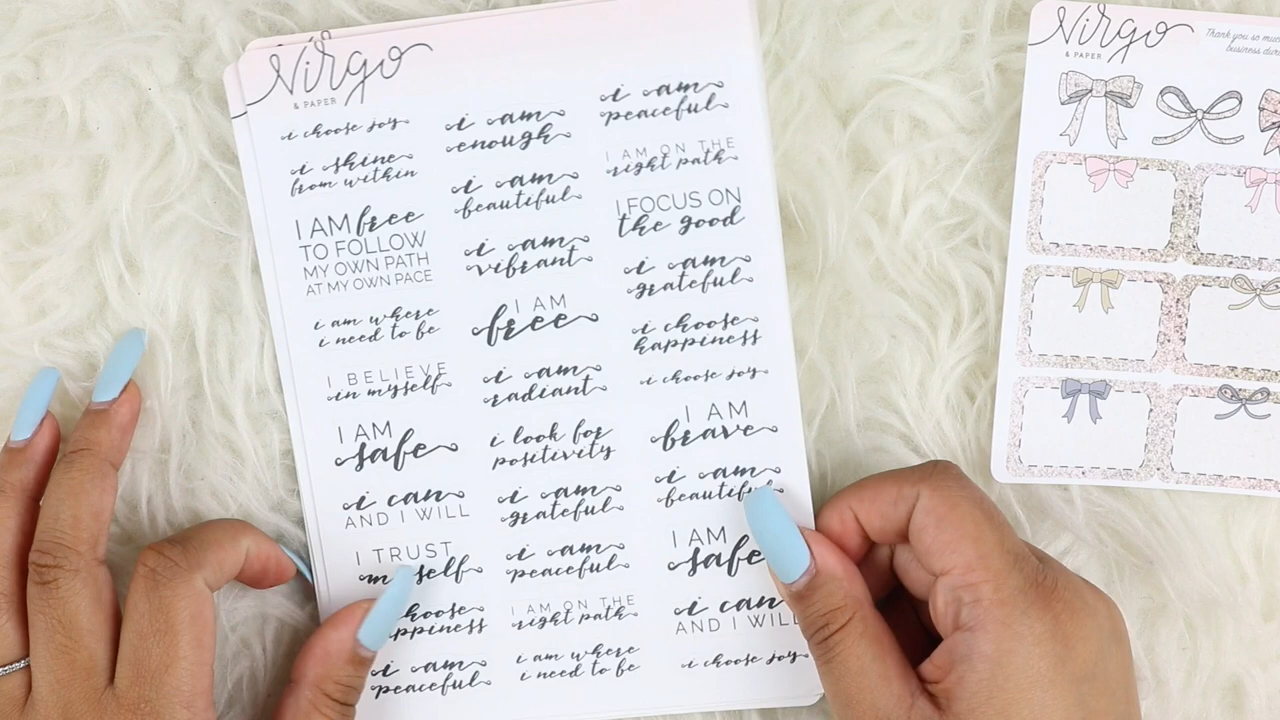 Virgo
& PAPER
i choose joy
i shine
from within
I AM free
TO FOLLOW
MY OWN PATH
AT MY OWN PACE
i am where
i need to be
I BELIEVE
in myself
I AM
safe
i can
AND I WILL
I TRUST
myself
choose
happiness
i am
peaceful
i am
enough
i am
beautiful
i am
vibrant
I AM
free
i am
radiant
i look for
positivity
i am
grateful
i am
peaceful
I AM ON THE
right path
i am where
i need to be
i am
peaceful
I AM ON THE
right path
I FOCUS ON
the good
i am
grateful
i choose
happiness
i choose joy
I AM
brave
i am
beautiful
I AM
safe
i can
AND I WILL
i choose joy
Virgo
& PAPER
Thank you so much
business